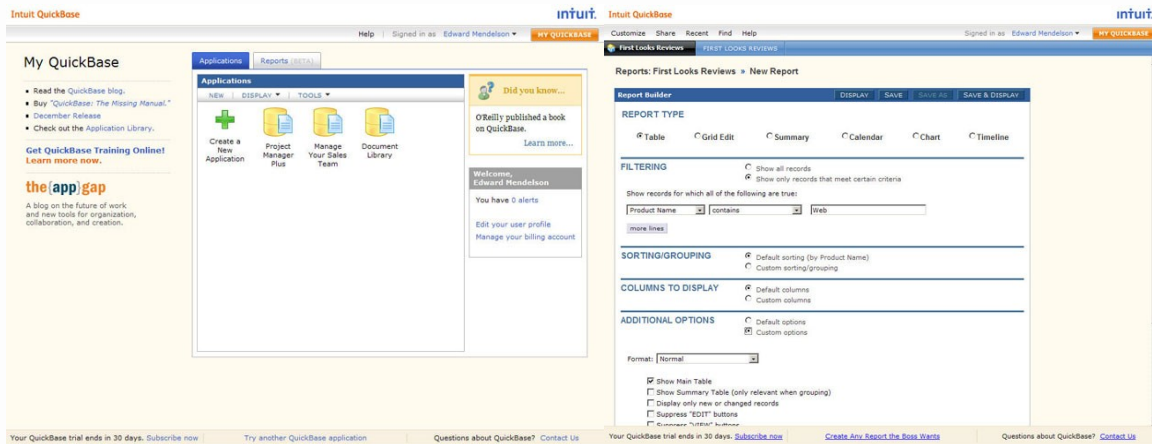 Intuit QuickBase
INTUIT.
Help | Signed in as Edward Mendelson
MY QUICKBASE
My QuickBase
• Read the QuickBase blog.
• Buy "QuickBase: The Missing Manual."
• December Release
• Check out the Application Library.
Get QuickBase Training Online!
Learn more now.
the{app}gap
A blog on the future of work
and new tools for organization,
collaboration, and creation.
Applications
Reports (BETA)
Applications
NEW | DISPLAY | TOOLS
Create a
New
Application
Project
Manager
Plus
Manage
Your Sales
Team
Document
Library
Did you know...
O'Reilly published a book
on QuickBase.
Learn more...
Welcome,
Edward Mendelson
You have 0 alerts
Edit your user profile
Manage your billing account
Your QuickBase trial ends in 30 days. Subscribe now
Try another QuickBase application
Questions about QuickBase? Contact Us
Intuit QuickBase
INTUIT.
Customize Share Recent Find Help
Signed in as Edward Mendelson
MY QUICKBASE
First Looks Reviews
FIRST LOOKS REVIEWS
Reports: First Looks Reviews » New Report
Report Builder
DISPLAY SAVE SAVE AS SAVE & DISPLAY
REPORT TYPE
Table Grid Edit Summary Calendar Chart Timeline
FILTERING
Show all records
Show only records that meet certain criteria
Show records for which all of the following are true:
Product Name contains Web
more lines
SORTING/GROUPING
Default sorting (by Product Name)
Custom sorting/grouping
COLUMNS TO DISPLAY
Default columns
Custom columns
ADDITIONAL OPTIONS
Default options
Custom options
Format: Normal
Show Main Table
Show Summary Table (only relevant when grouping)
Display only new or changed records
Suppress "EDIT" buttons
Suppress "VIEW" buttons
Your QuickBase trial ends in 30 days. Subscribe now
Create Any Report the Boss Wants
Questions about QuickBase? Contact Us